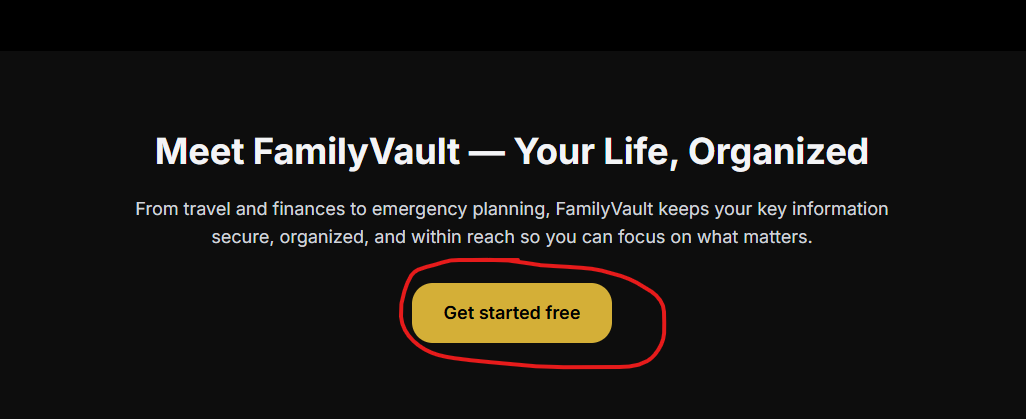 Meet FamilyVault — Your Life, Organized
From travel and finances to emergency planning, FamilyVault keeps your key information
secure, organized, and within reach so you can focus on what matters.
Get started free